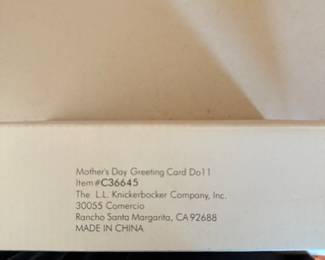 Mother's Day Greeting Card Do11
Item #C36645
The L.L. Knickerbocker Company, Inc.
30055 Comercio
Rancho Santa Margarita, CA 92688
MADE IN CHINA